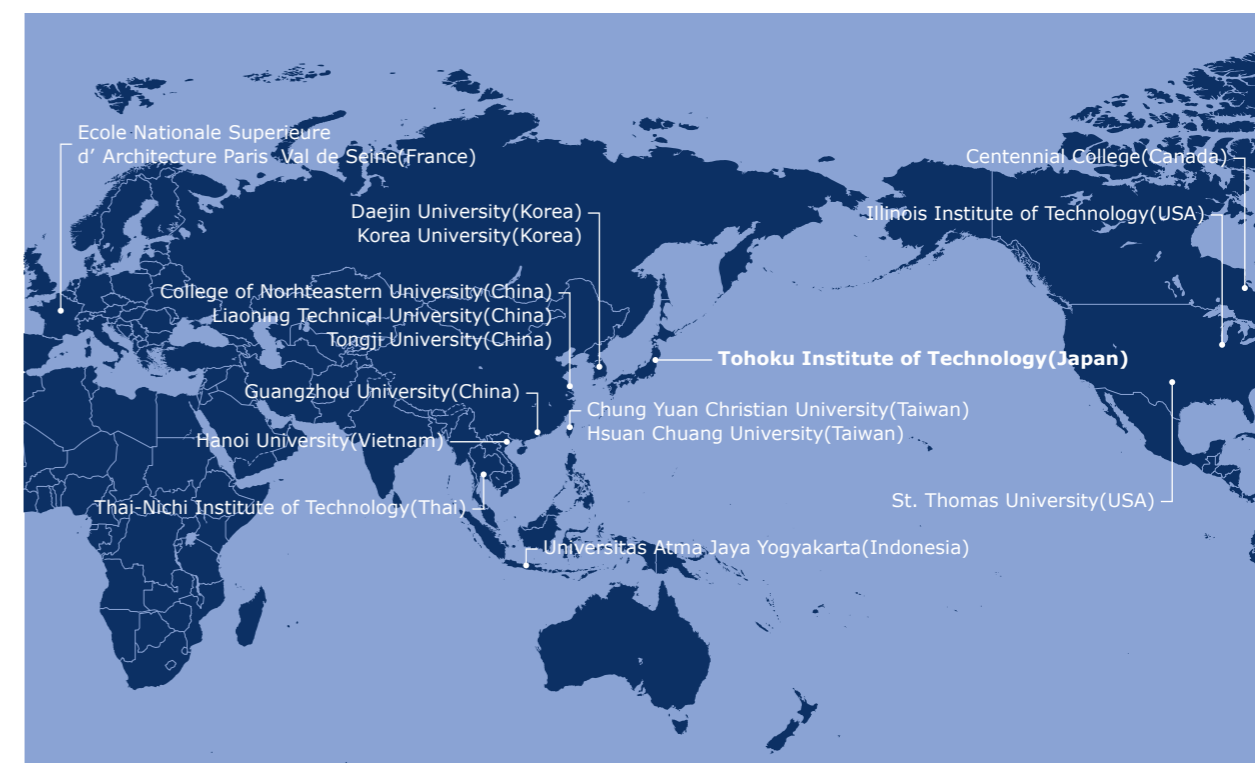 Ecole Nationale Superieure
d’ Architecture Paris Val de Seine(France)
Centennial College(Canada)
Daejin University(Korea)
Illinois Institute of Technology(USA)
Korea University(Korea)
College of Norhteastern University(China)
Liaoning Technical University(China)
Tongji University(China)
Tohoku Institute of Technology(Japan)
Guangzhou University(China)
Chung Yuan Christian University(Taiwan)
Hsuan Chuang University(Taiwan)
Hanoi University(Vietnam)
St. Thomas University(USA)
Thai-Nichi Institute of Technology(Thai)
Universitas Atma Jaya Yogyakarta(Indonesia)